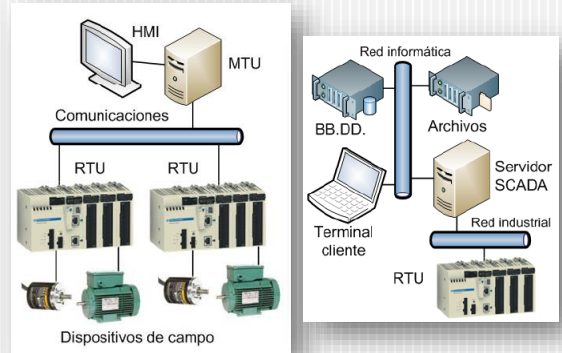 HMI
MTU
Comunicaciones
RTU
RTU
Dispositivos de campo
Red informática
BB.DD.
Archivos
Terminal
cliente
Servidor
SCADA
Red industrial
RTU